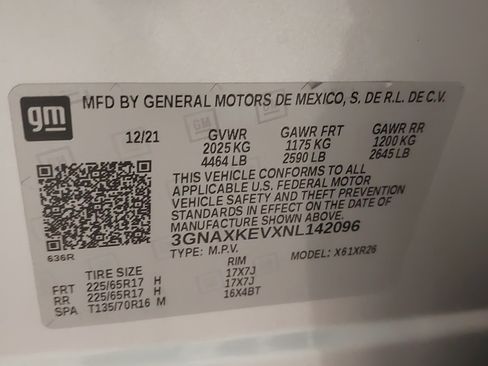 gm MFD BY GENERAL MOTORS DE MEXICO, S. DE R.L. DE C.V.
12/21 GVWR GAWR FRT GAWR RR
2025 KG 1175 KG 1200 KG
4464 LB 2590 LB 2645 LB
THIS VEHICLE CONFORMS TO ALL
APPLICABLE U.S. FEDERAL MOTOR
VEHICLE SAFETY AND THEFT PREVENTION
STANDARDS IN EFFECT ON THE DATE OF
MANUFACTURE SHOWN ABOVE.
3GNAXKEVXNL142096
636R TYPE: M.P.V. MODEL: X61XR26
TIRE SIZE RIM
FRT 225/65R17 H 17X7J
RR 225/65R17 H 17X7J
SPA T135/70R16 M 16X4BT